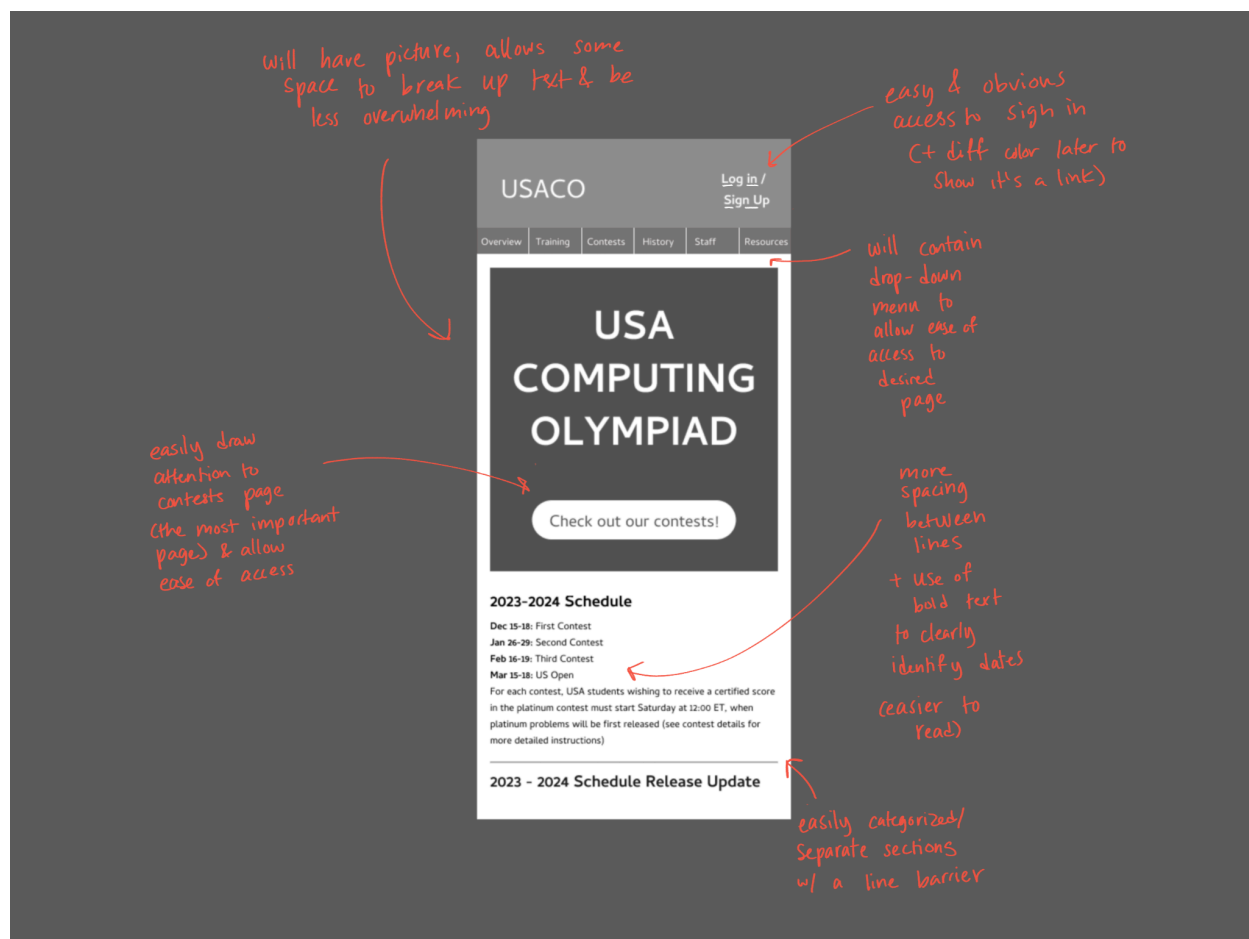 will have picture, allows some
space to break up text & be
less overwhelming
easy & obvious
access to sign in
(+ diff color later to
show it's a link)
USACO
Log in /
Sign Up
Overview
Training
Contests
History
Staff
Resources
will contain
drop-down
menu to
allow ease of
access to
desired
page
USA
COMPUTING
OLYMPIAD
Check out our contests!
easily draw
attention to
contests page
(the most important
page) & allow
ease of access
more
spacing
between
lines
+ use of
bold text
to clearly
identify dates
(easier to
read)
2023-2024 Schedule
Dec 15-18: First Contest
Jan 26-29: Second Contest
Feb 16-19: Third Contest
Mar 15-18: US Open
For each contest, USA students wishing to receive a certified score
in the platinum contest must start Saturday at 12:00 ET, when
platinum problems will be first released (see contest details for
more detailed instructions)
2023 - 2024 Schedule Release Update
easily categorized/
separate sections
w/ a line barrier